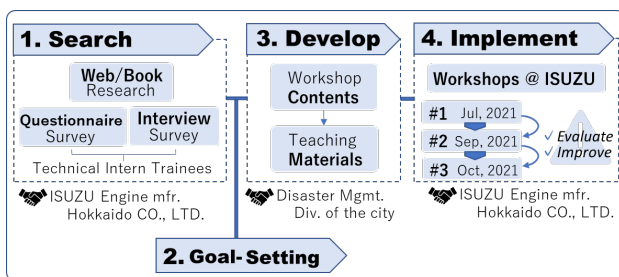 1. Search
Web/Book
Research
Questionnaire
Survey
Interview
Survey
Technical Intern Trainees
ISUZU Engine mfr.
Hokkaido CO., LTD.
2. Goal-Setting
3. Develop
Workshop
Contents
Teaching
Materials
Disaster Mgmt.
Div. of the city
4. Implement
Workshops @ ISUZU
#1 Jul, 2021
#2 Sep, 2021
#3 Oct, 2021
✓ Evaluate
✓ Improve
ISUZU Engine mfr.
Hokkaido CO., LTD.